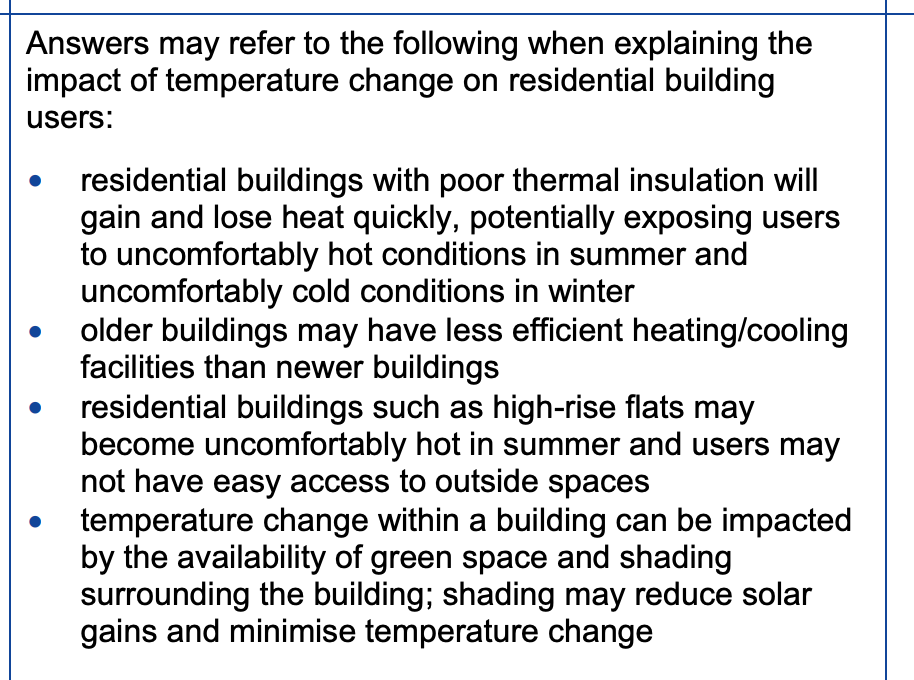 Answers may refer to the following when explaining the
impact of temperature change on residential building
users:
• residential buildings with poor thermal insulation will
gain and lose heat quickly, potentially exposing users
to uncomfortably hot conditions in summer and
uncomfortably cold conditions in winter
• older buildings may have less efficient heating/cooling
facilities than newer buildings
• residential buildings such as high-rise flats may
become uncomfortably hot in summer and users may
not have easy access to outside spaces
• temperature change within a building can be impacted
by the availability of green space and shading
surrounding the building; shading may reduce solar
gains and minimise temperature change